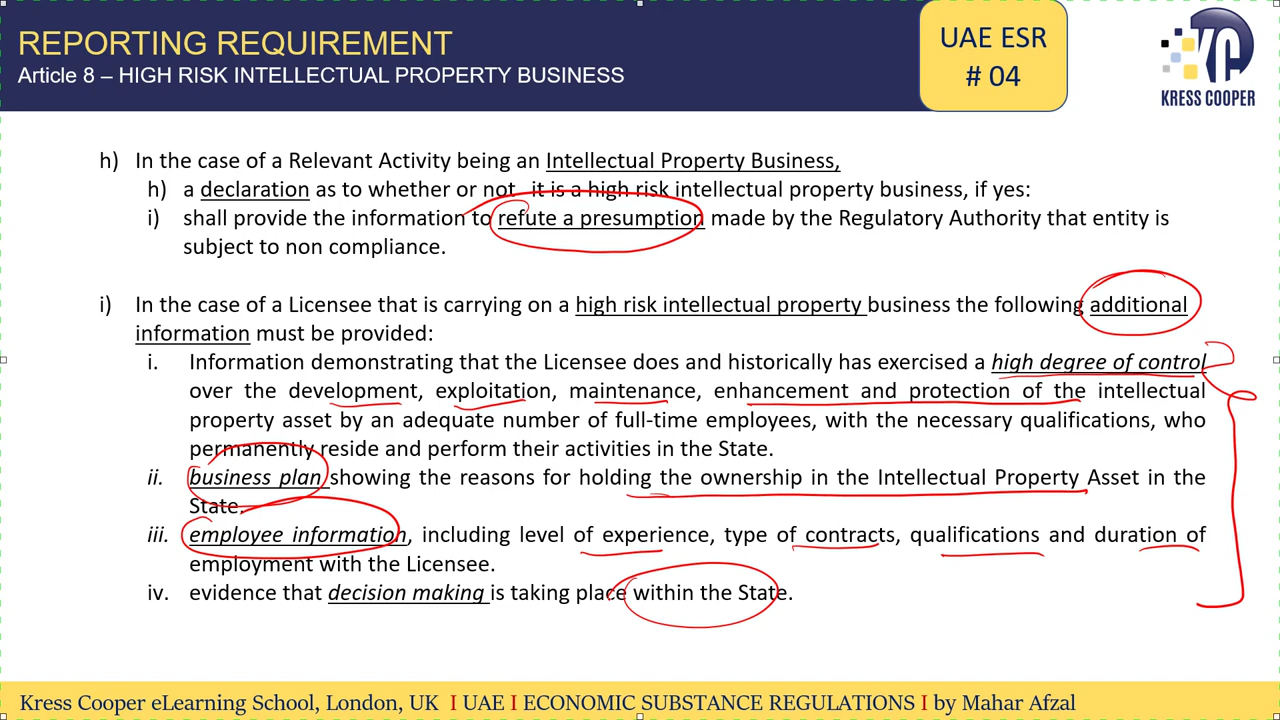 REPORTING REQUIREMENT
Article 8 – HIGH RISK INTELLECTUAL PROPERTY BUSINESS
UAE ESR
# 04
KC
KRESS COOPER
h) In the case of a Relevant Activity being an Intellectual Property Business,
h) a declaration as to whether or not it is a high risk intellectual property business, if yes:
i) shall provide the information to refute a presumption made by the Regulatory Authority that entity is
subject to non compliance.
i) In the case of a Licensee that is carrying on a high risk intellectual property business the following additional
information must be provided:
i. Information demonstrating that the Licensee does and historically has exercised a high degree of control
over the development, exploitation, maintenance, enhancement and protection of the intellectual
property asset by an adequate number of full-time employees, with the necessary qualifications, who
permanently reside and perform their activities in the State.
ii. business plan showing the reasons for holding the ownership in the Intellectual Property Asset in the
State.
iii. employee information, including level of experience, type of contracts, qualifications and duration of
employment with the Licensee.
iv. evidence that decision making is taking place within the State.
Kress Cooper eLearning School, London, UK I UAE I ECONOMIC SUBSTANCE REGULATIONS I by Mahar Afzal